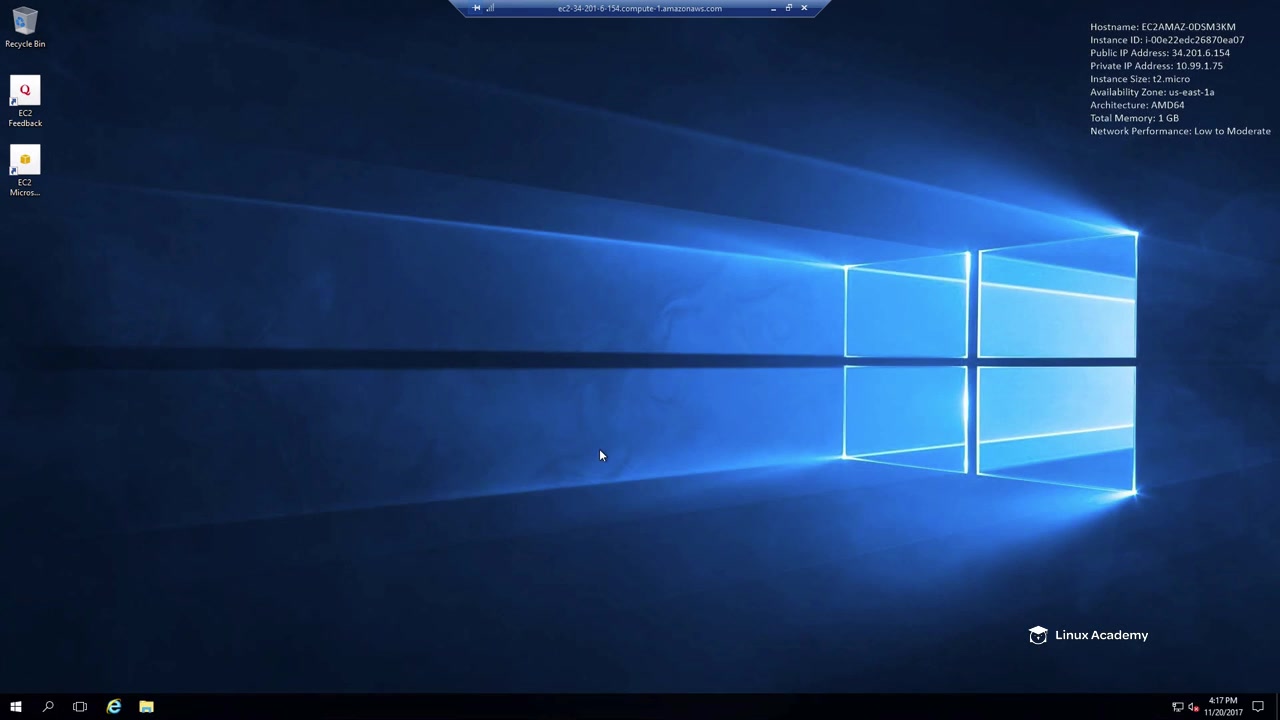 ec2-34-201-6-154.compute-1.amazonaws.com
Recycle Bin
EC2
Feedback
EC2
Micros...
Hostname: EC2AMAZ-0DSM3KM
Instance ID: i-00e22edc26870ea07
Public IP Address: 34.201.6.154
Private IP Address: 10.99.1.75
Instance Size: t2.micro
Availability Zone: us-east-1a
Architecture: AMD64
Total Memory: 1 GB
Network Performance: Low to Moderate
Linux Academy
4:17 PM
11/20/2017